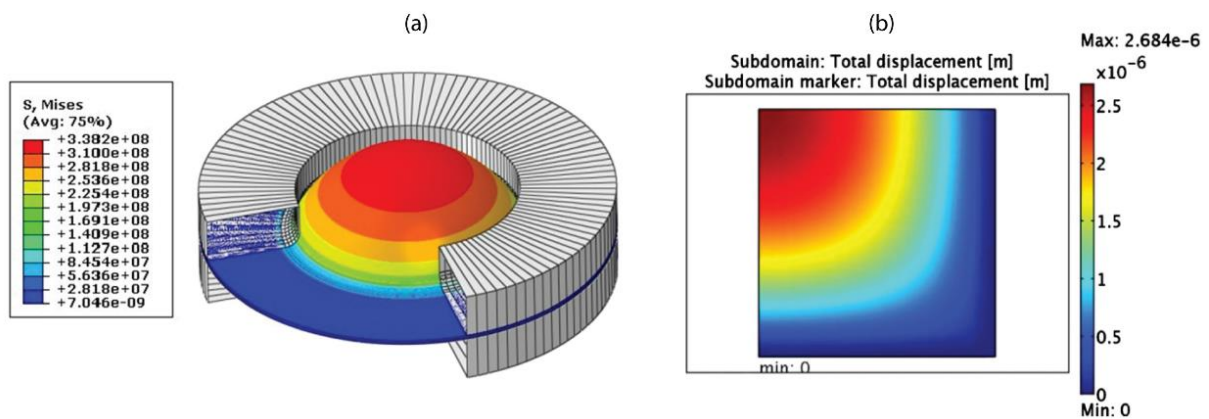 (a)
S, Mises
(Avg: 75%)
+3.382e+08
+3.100e+08
+2.818e+08
+2.536e+08
+2.254e+08
+1.973e+08
+1.691e+08
+1.409e+08
+1.127e+08
+8.454e+07
+5.636e+07
+2.818e+07
+7.046e-09
(b)
Subdomain: Total displacement [m]
Subdomain marker: Total displacement [m]
min: 0
Max: 2.684e-6
x10⁻⁶
2.5
2
1.5
1
0.5
0
Min: 0